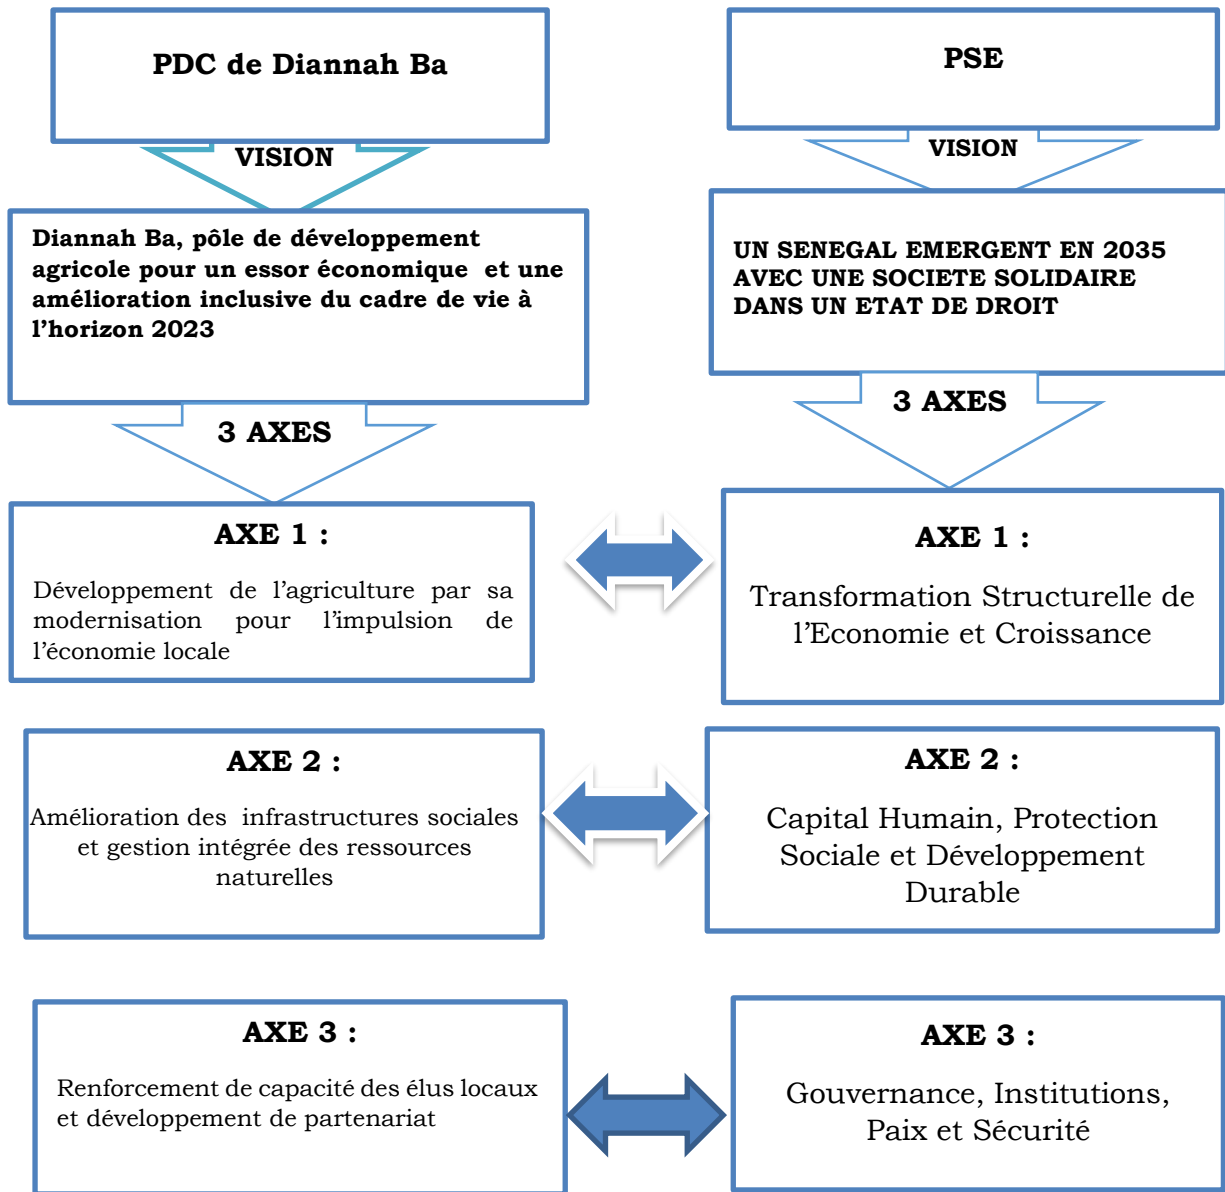 PDC de Diannah Ba
VISION
Diannah Ba, pôle de développement
agricole pour un essor économique et une
amélioration inclusive du cadre de vie à
l’horizon 2023
3 AXES
AXE 1 :
Développement de l’agriculture par sa
modernisation pour l’impulsion de
l’économie locale
AXE 2 :
Amélioration des infrastructures sociales
et gestion intégrée des ressources
naturelles
AXE 3 :
Renforcement de capacité des élus locaux
et développement de partenariat
PSE
VISION
UN SENEGAL EMERGENT EN 2035
AVEC UNE SOCIETE SOLIDAIRE
DANS UN ETAT DE DROIT
3 AXES
AXE 1 :
Transformation Structurelle de
l’Economie et Croissance
AXE 2 :
Capital Humain, Protection
Sociale et Développement
Durable
AXE 3 :
Gouvernance, Institutions,
Paix et Sécurité